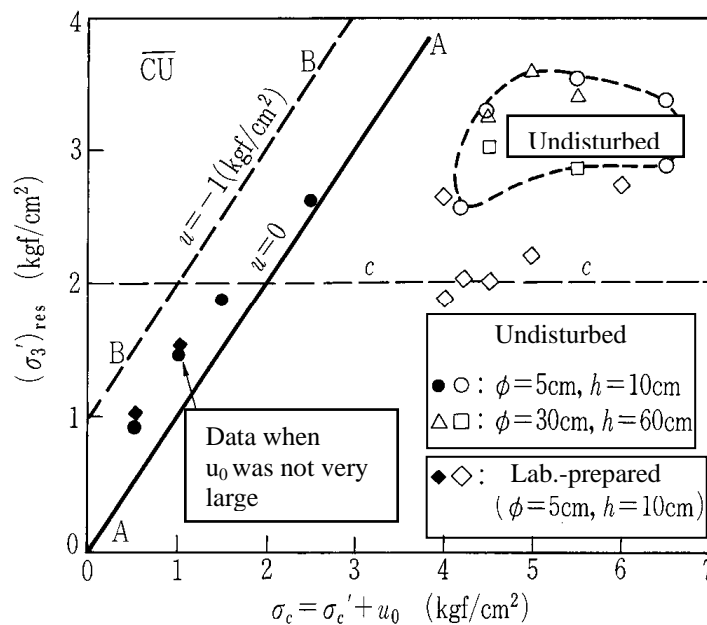 4
3
2
1
0
0
1
2
3
4
5
6
7
(σ₃')res (kgf/cm²)
σc = σc' + u₀ (kgf/cm²)
C̅U̅
B
A
u=−1(kgf/cm²)
u=0
B
A
c
c
Undisturbed
Data when
u₀ was not very
large
Undisturbed
●○: ϕ=5cm, h=10cm
△□: ϕ=30cm, h=60cm
◆◇: Lab.-prepared
(ϕ=5cm, h=10cm)